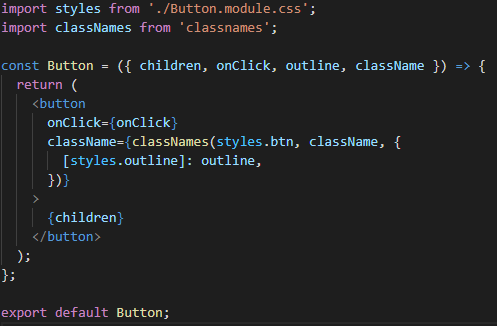 import styles from './Button.module.css';
import classNames from 'classnames';

const Button = ({ children, onClick, outline, className }) => {
  return (
    <button
      onClick={onClick}
      className={classNames(styles.btn, className, {
        [styles.outline]: outline,
      })}
    >
      {children}
    </button>
  );
};

export default Button;